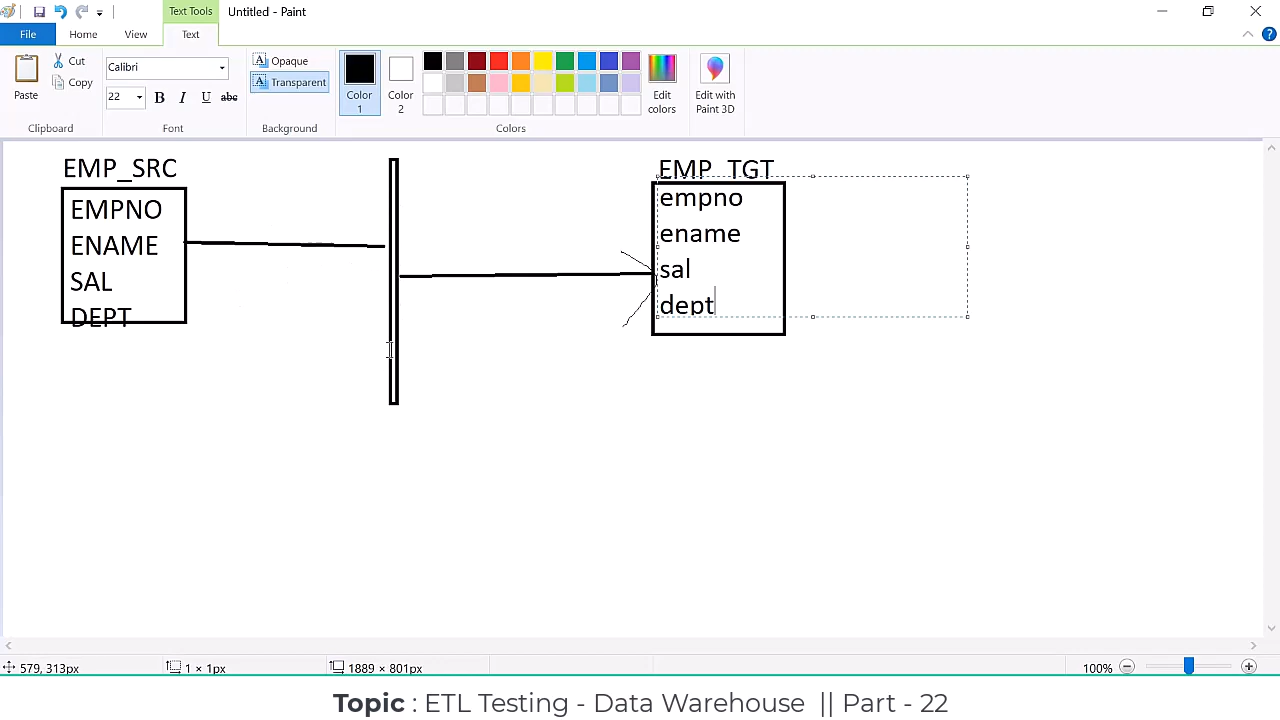 Text Tools
Untitled - Paint
File
Home
View
Text
Paste
Cut
Copy
Clipboard
Calibri
22
B I U abc
Font
A Opaque
A Transparent
Background
Color 1
Color 2
Edit colors
Edit with Paint 3D
Colors
EMP_SRC
EMPNO
ENAME
SAL
DEPT
EMP_TGT
empno
ename
sal
dept
579, 313px
1 × 1px
1889 × 801px
100%
Topic : ETL Testing - Data Warehouse || Part - 22